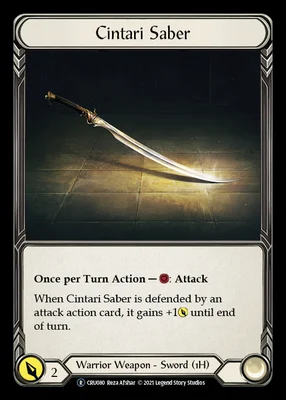 Cintari Saber
Once per Turn Action — : Attack
When Cintari Saber is defended by an
attack action card, it gains +1 until end
of turn.
2
Warrior Weapon - Sword (1H)
R CRU080 Reza Afshar © 2021 Legend Story Studios